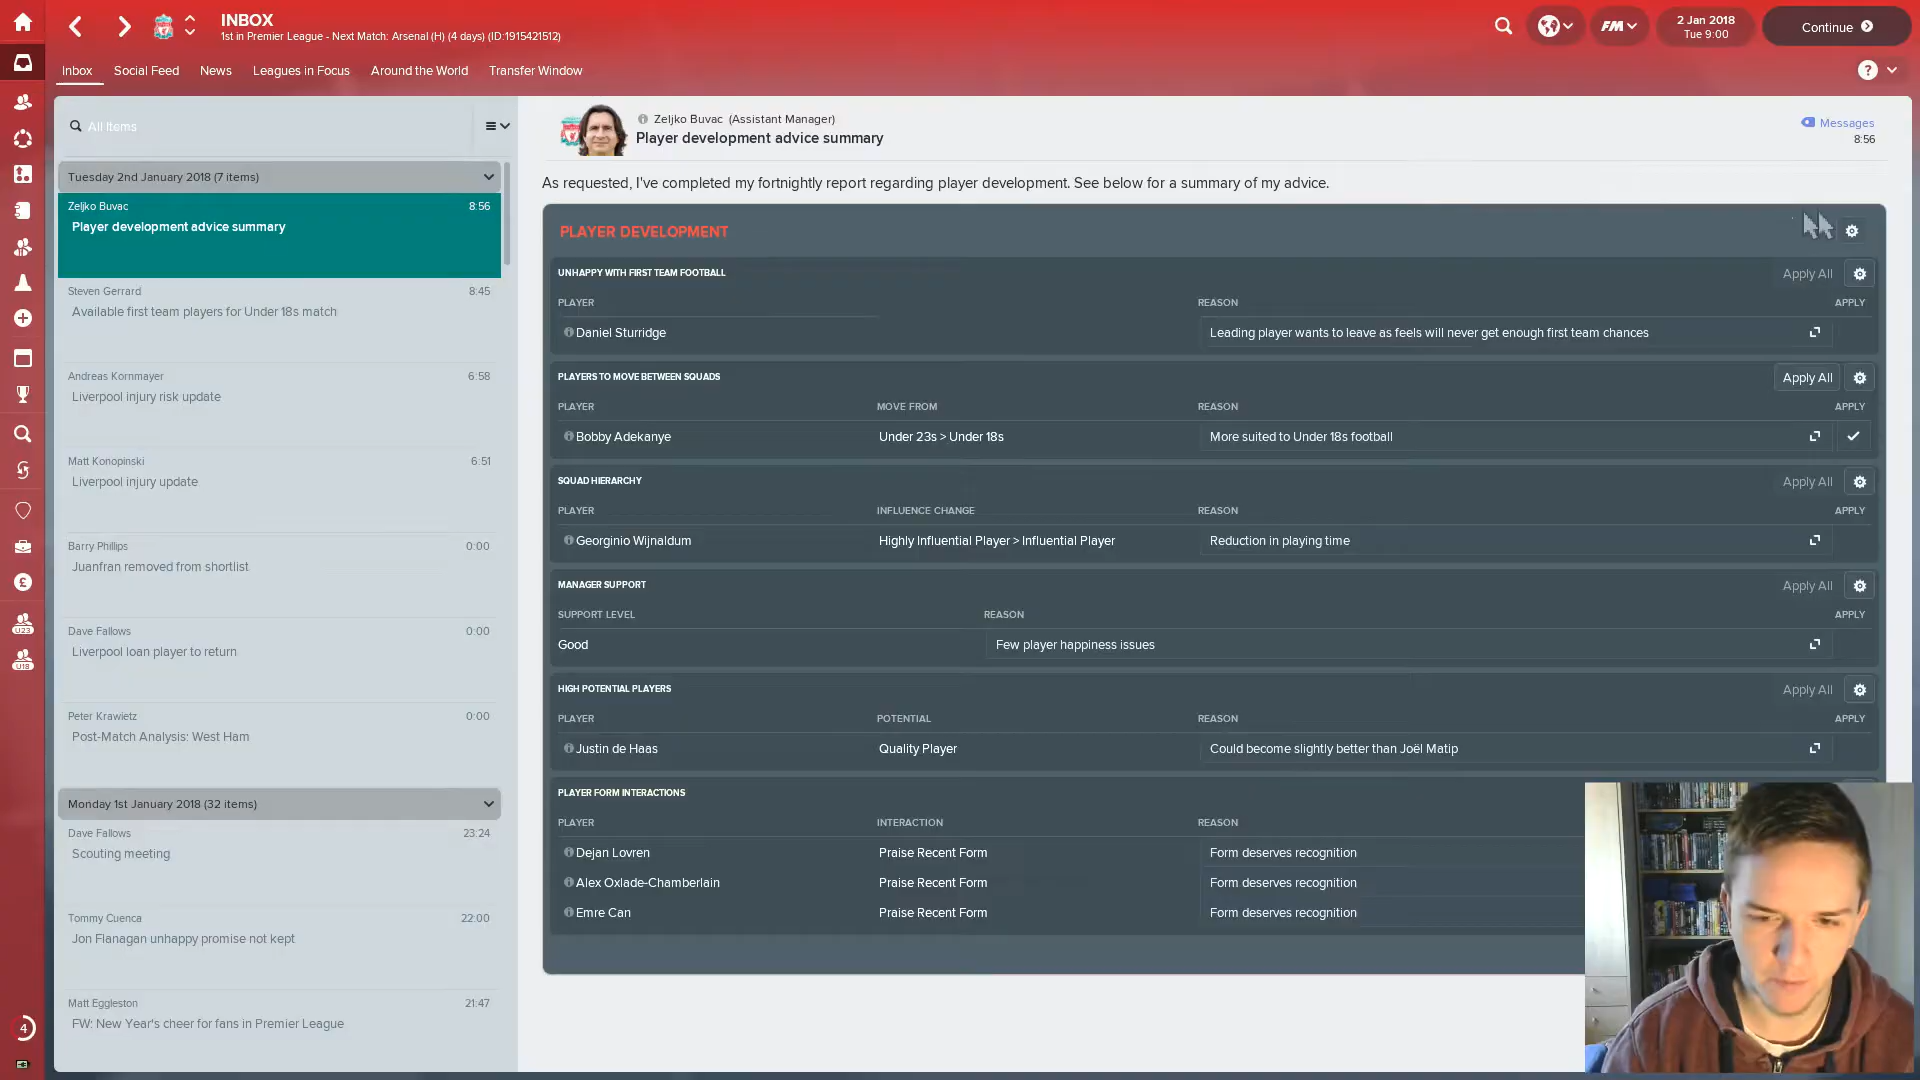 INBOX
1st in Premier League - Next Match: Arsenal (H) (4 days) (ID:1915421512)
FM
2 Jan 2018
Tue 9:00
Continue
Inbox Social Feed News Leagues in Focus Around the World Transfer Window
?
All Items
Tuesday 2nd January 2018 (7 items)
Zeljko Buvac 8:56
Player development advice summary
Steven Gerrard 8:45
Available first team players for Under 18s match
Andreas Kornmayer 6:58
Liverpool injury risk update
Matt Konopinski 6:51
Liverpool injury update
Barry Phillips 0:00
Juanfran removed from shortlist
Dave Fallows 0:00
Liverpool loan player to return
Peter Krawietz 0:00
Post-Match Analysis: West Ham
Monday 1st January 2018 (32 items)
Dave Fallows 23:24
Scouting meeting
Tommy Cuenca 22:00
Jon Flanagan unhappy promise not kept
Matt Eggleston 21:47
FW: New Year's cheer for fans in Premier League
£
U23
U18
4
Zeljko Buvac (Assistant Manager)
Player development advice summary
Messages
8:56
As requested, I've completed my fortnightly report regarding player development. See below for a summary of my advice.
PLAYER DEVELOPMENT
UNHAPPY WITH FIRST TEAM FOOTBALL Apply All
PLAYER REASON APPLY
Daniel Sturridge Leading player wants to leave as feels will never get enough first team chances
PLAYERS TO MOVE BETWEEN SQUADS Apply All
PLAYER MOVE FROM REASON APPLY
Bobby Adekanye Under 23s > Under 18s More suited to Under 18s football
SQUAD HIERARCHY Apply All
PLAYER INFLUENCE CHANGE REASON APPLY
Georginio Wijnaldum Highly Influential Player > Influential Player Reduction in playing time
MANAGER SUPPORT Apply All
SUPPORT LEVEL REASON APPLY
Good Few player happiness issues
HIGH POTENTIAL PLAYERS Apply All
PLAYER POTENTIAL REASON APPLY
Justin de Haas Quality Player Could become slightly better than Joël Matip
PLAYER FORM INTERACTIONS
PLAYER INTERACTION REASON
Dejan Lovren Praise Recent Form Form deserves recognition
Alex Oxlade-Chamberlain Praise Recent Form Form deserves recognition
Emre Can Praise Recent Form Form deserves recognition